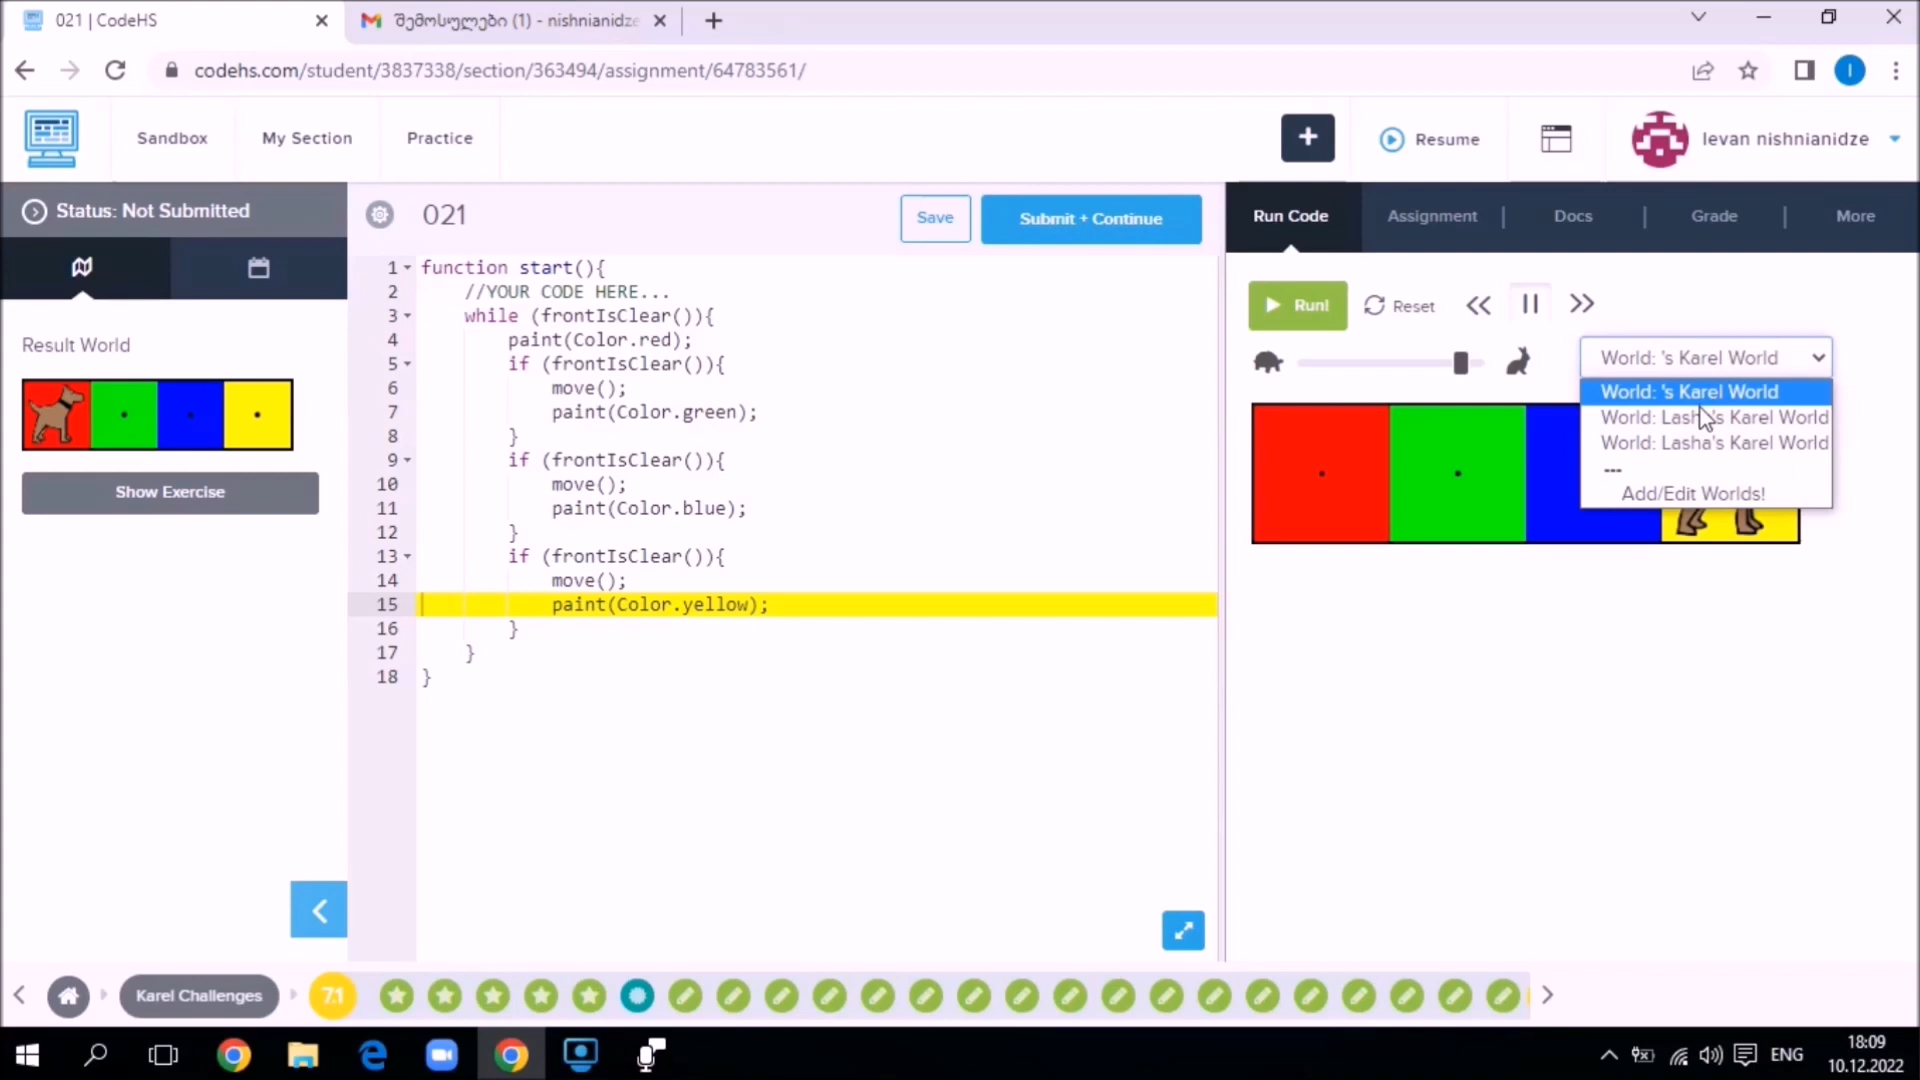 021 | CodeHS
შემოსულები (1) - nishnianidze
codehs.com/student/3837338/section/363494/assignment/64783561/
I
Sandbox
My Section
Practice
+
Resume
levan nishnianidze
Status: Not Submitted
021
Save
Submit + Continue
Run Code
Assignment
Docs
Grade
More
Result World
Show Exercise
1 function start(){
2 //YOUR CODE HERE...
3 while (frontIsClear()){
4 paint(Color.red);
5 if (frontIsClear()){
6 move();
7 paint(Color.green);
8 }
9 if (frontIsClear()){
10 move();
11 paint(Color.blue);
12 }
13 if (frontIsClear()){
14 move();
15 paint(Color.yellow);
16 }
17 }
18 }
Run!
Reset
World: 's Karel World
World: 's Karel World
World: Lasha's Karel World
World: Lasha's Karel World
---
Add/Edit Worlds!
Karel Challenges
7.1
ENG
18:09
10.12.2022